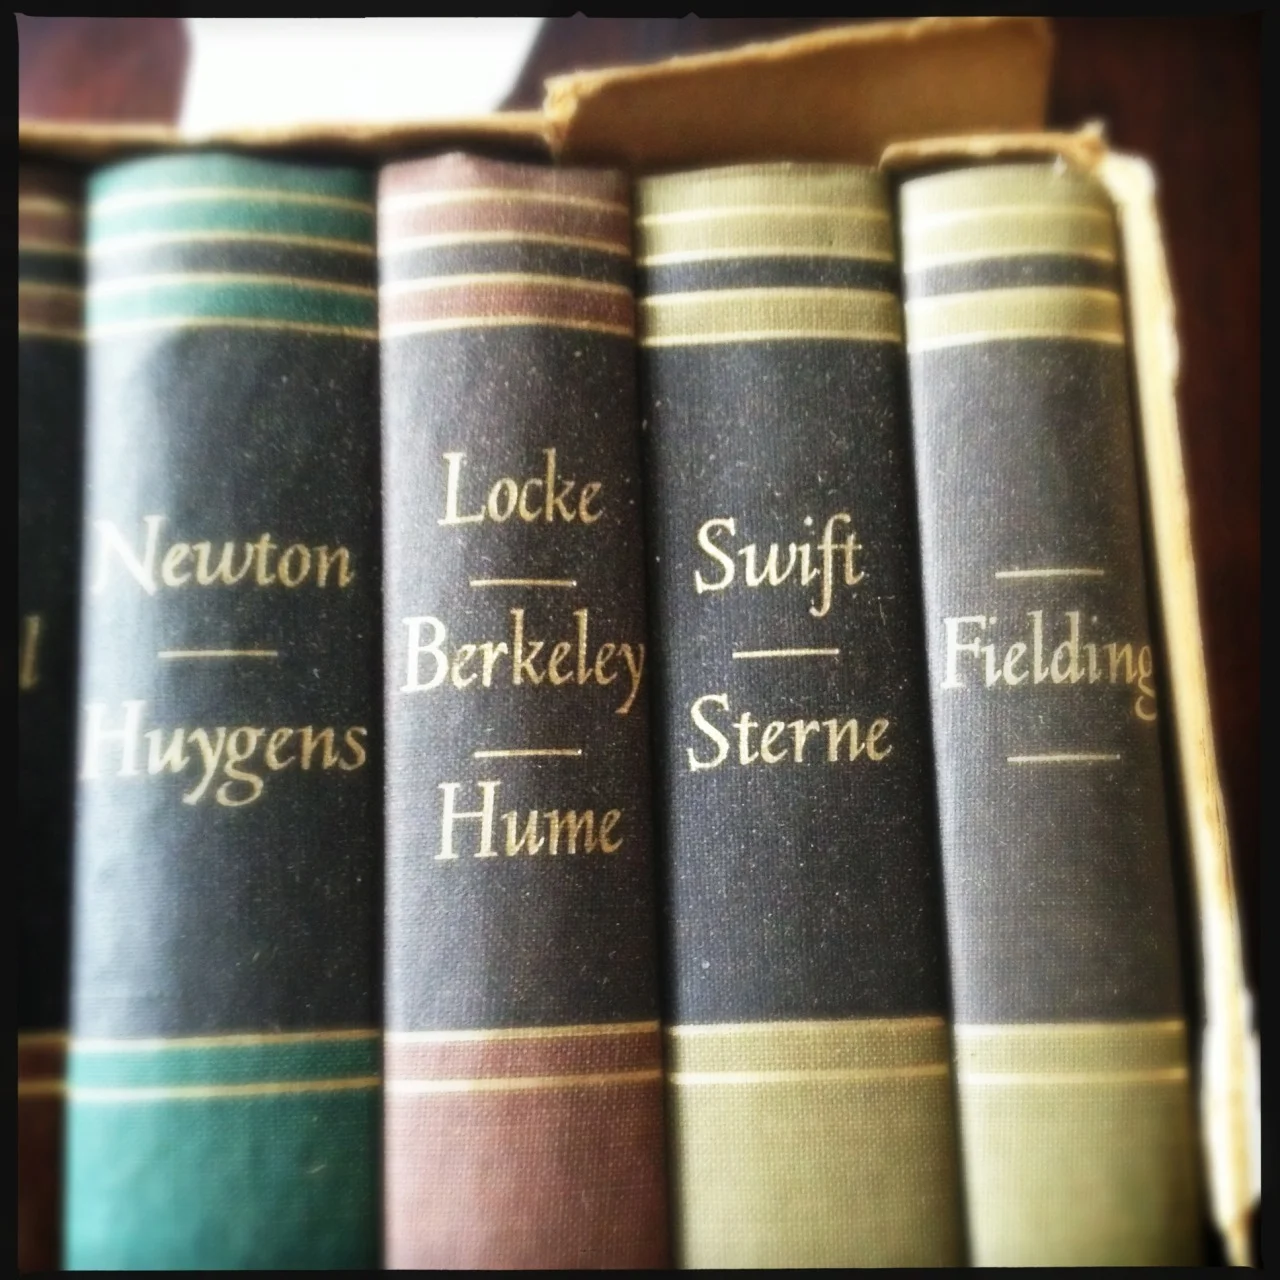 Newton
Huygens
Locke
Berkeley
Hume
Swift
Sterne
Fielding